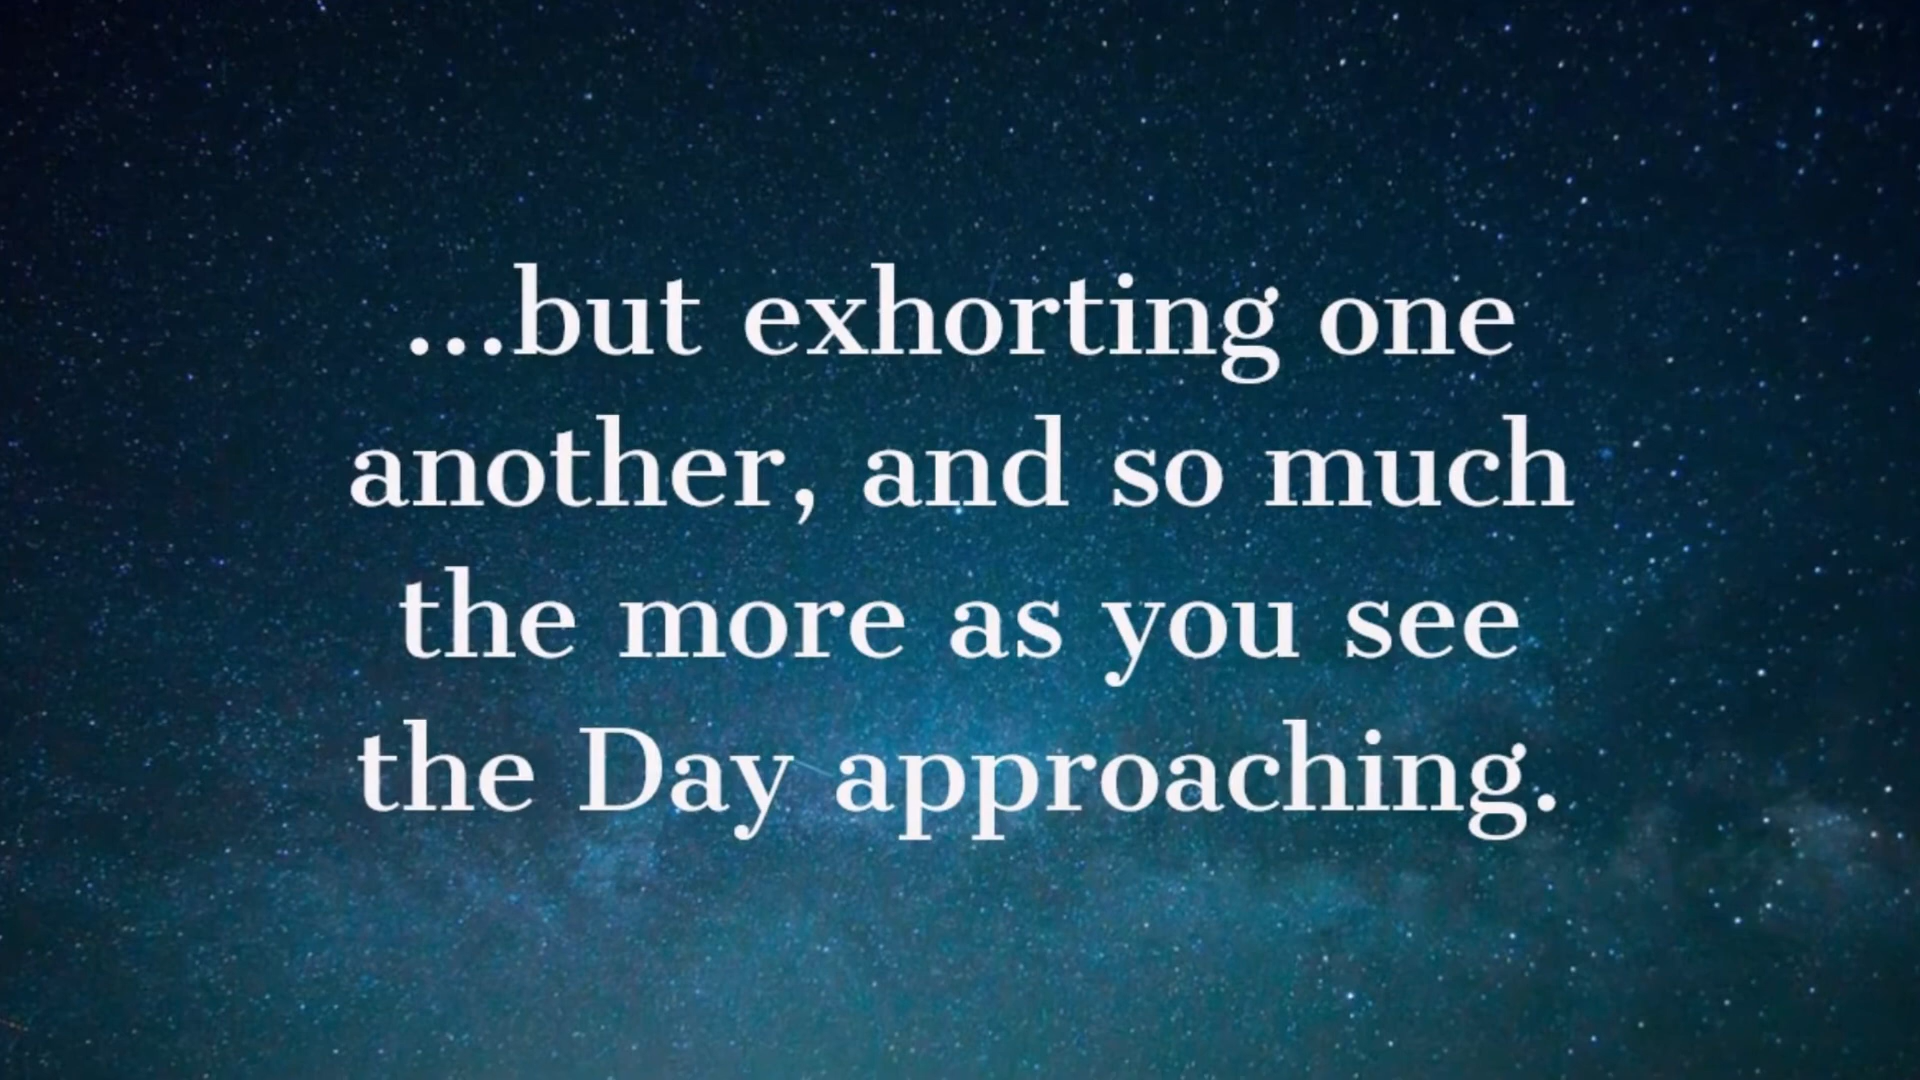 ...but exhorting one
another, and so much
the more as you see
the Day approaching.